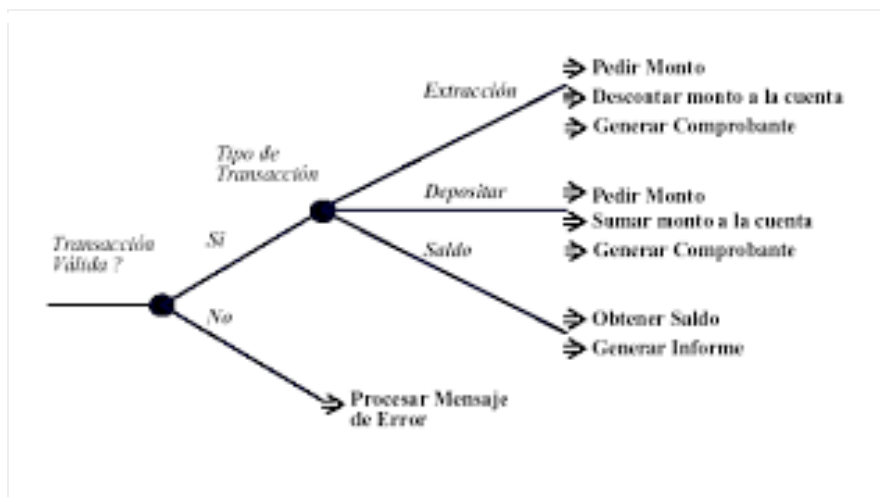 Transacción
Válida ?
Si
No
Procesar Mensaje
de Error
Tipo de
Transacción
Extracción
Pedir Monto
Descontar monto a la cuenta
Generar Comprobante
Depositar
Pedir Monto
Sumar monto a la cuenta
Generar Comprobante
Saldo
Obtener Saldo
Generar Informe